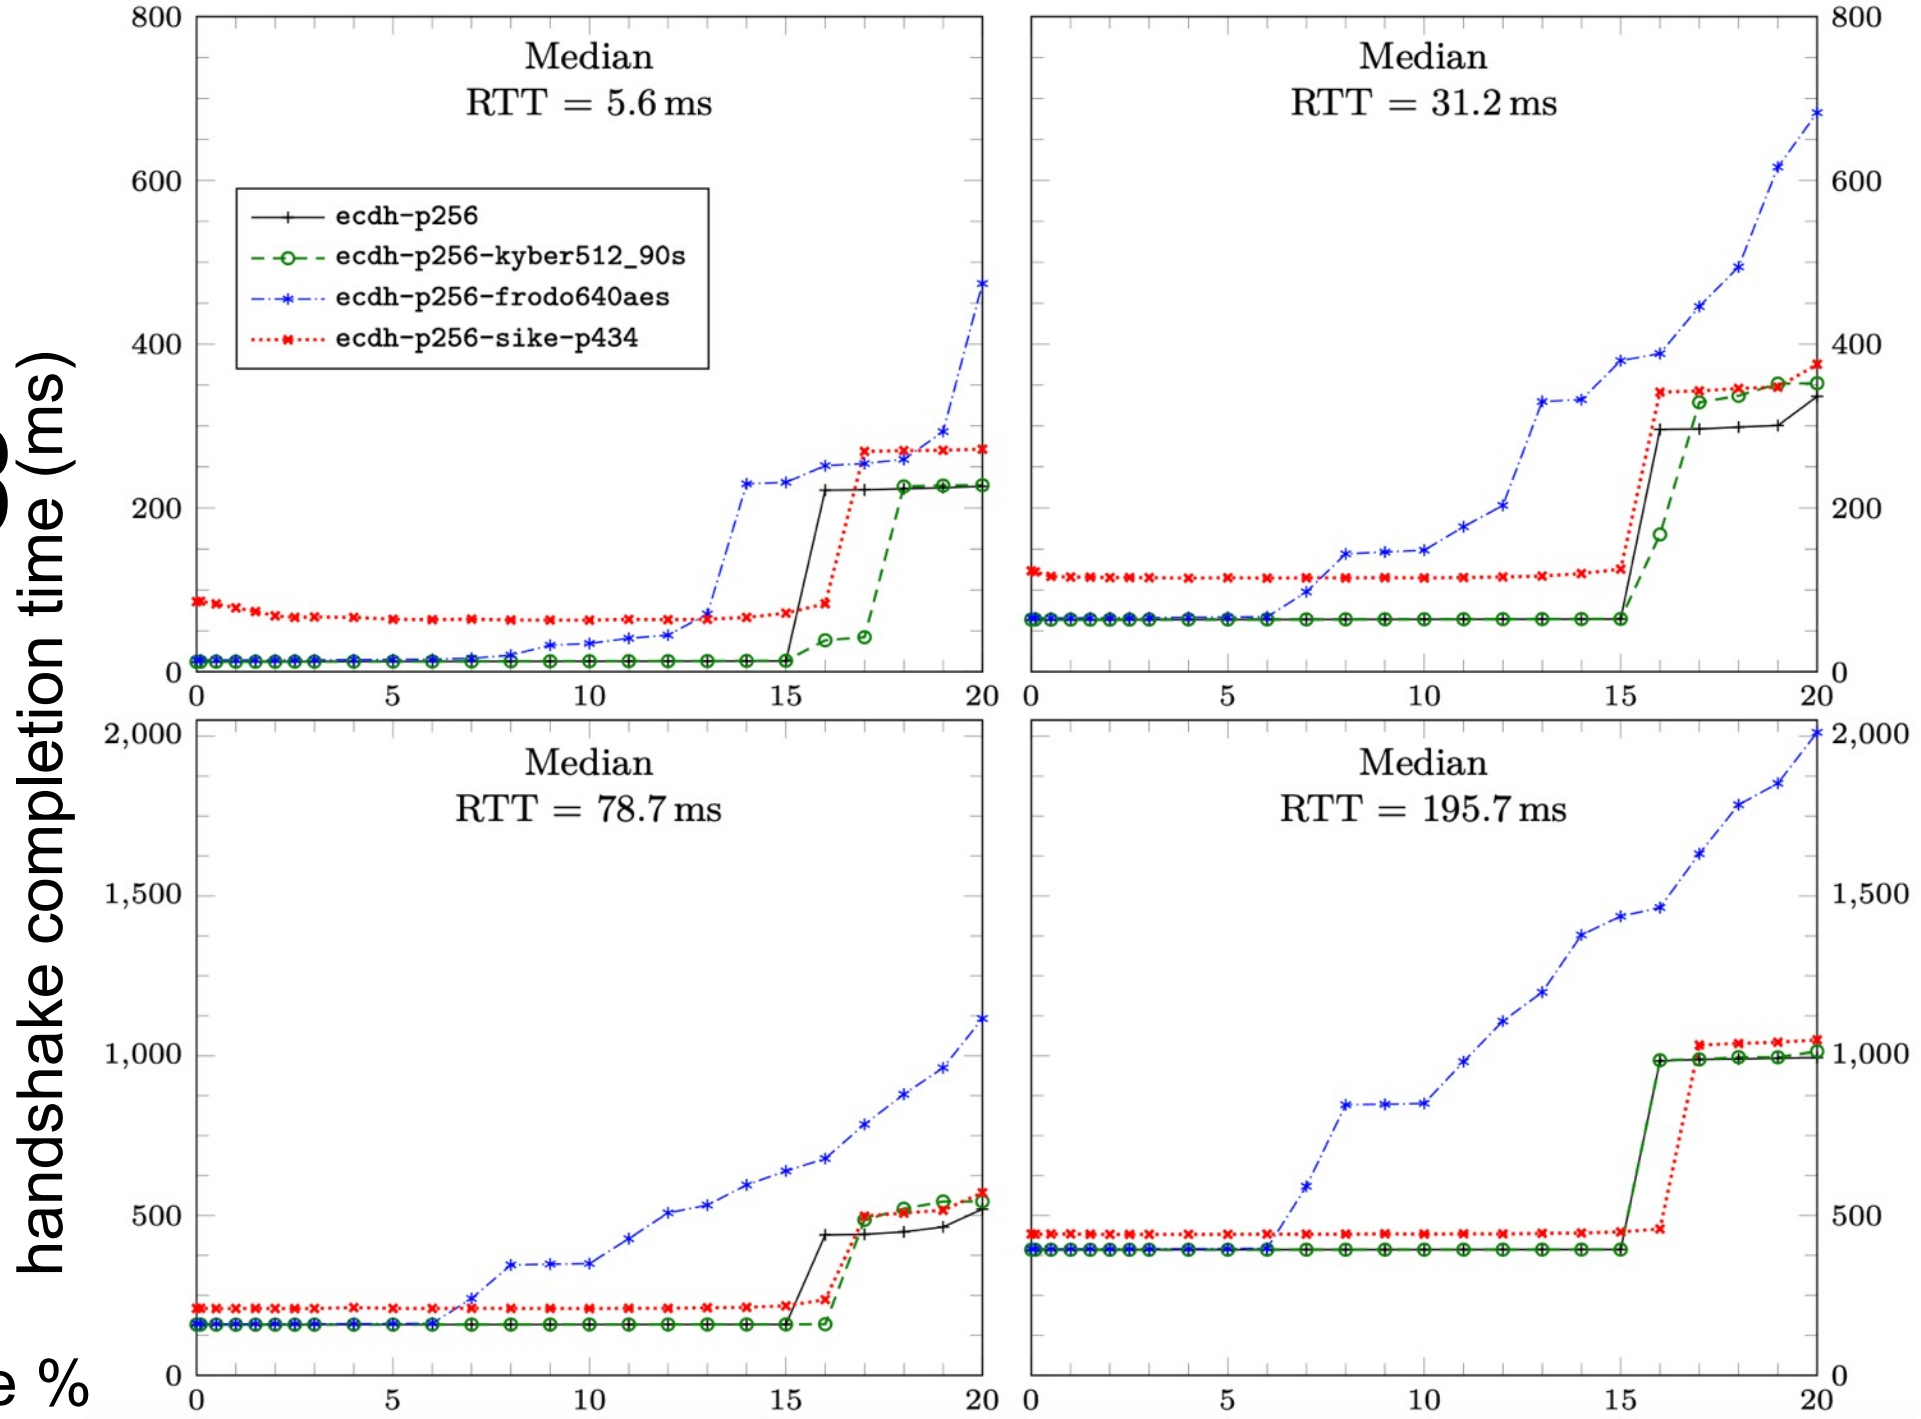 handshake completion time (ms)
e %
800
600
400
200
0
Median
RTT = 5.6 ms
ecdh-p256
ecdh-p256-kyber512_90s
ecdh-p256-frodo640aes
ecdh-p256-sike-p434
0 5 10 15 20
Median
RTT = 31.2 ms
800
600
400
200
0
0 5 10 15 20
2,000
1,500
1,000
500
0
Median
RTT = 78.7 ms
0 5 10 15 20
Median
RTT = 195.7 ms
2,000
1,500
1,000
500
0
0 5 10 15 20